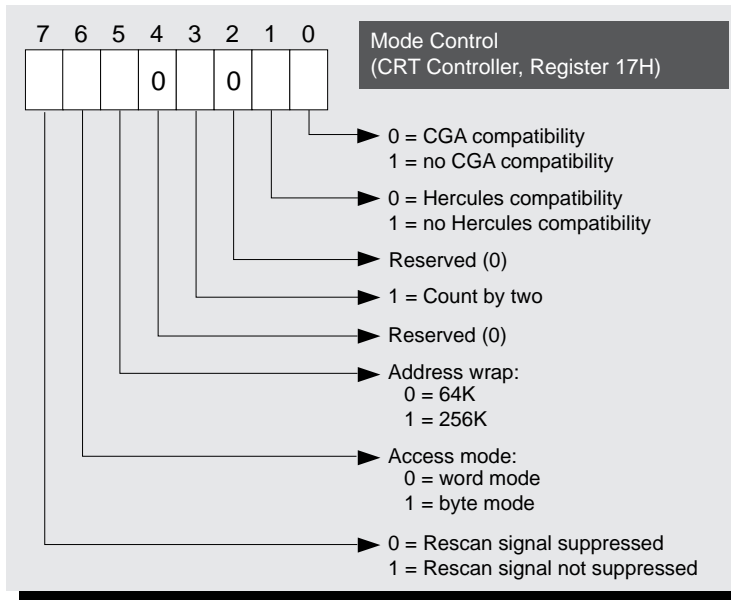 7 6 5 4 3 2 1 0
0 0
Mode Control
(CRT Controller, Register 17H)
0 = CGA compatibility
1 = no CGA compatibility
0 = Hercules compatibility
1 = no Hercules compatibility
Reserved (0)
1 = Count by two
Reserved (0)
Address wrap:
0 = 64K
1 = 256K
Access mode:
0 = word mode
1 = byte mode
0 = Rescan signal suppressed
1 = Rescan signal not suppressed